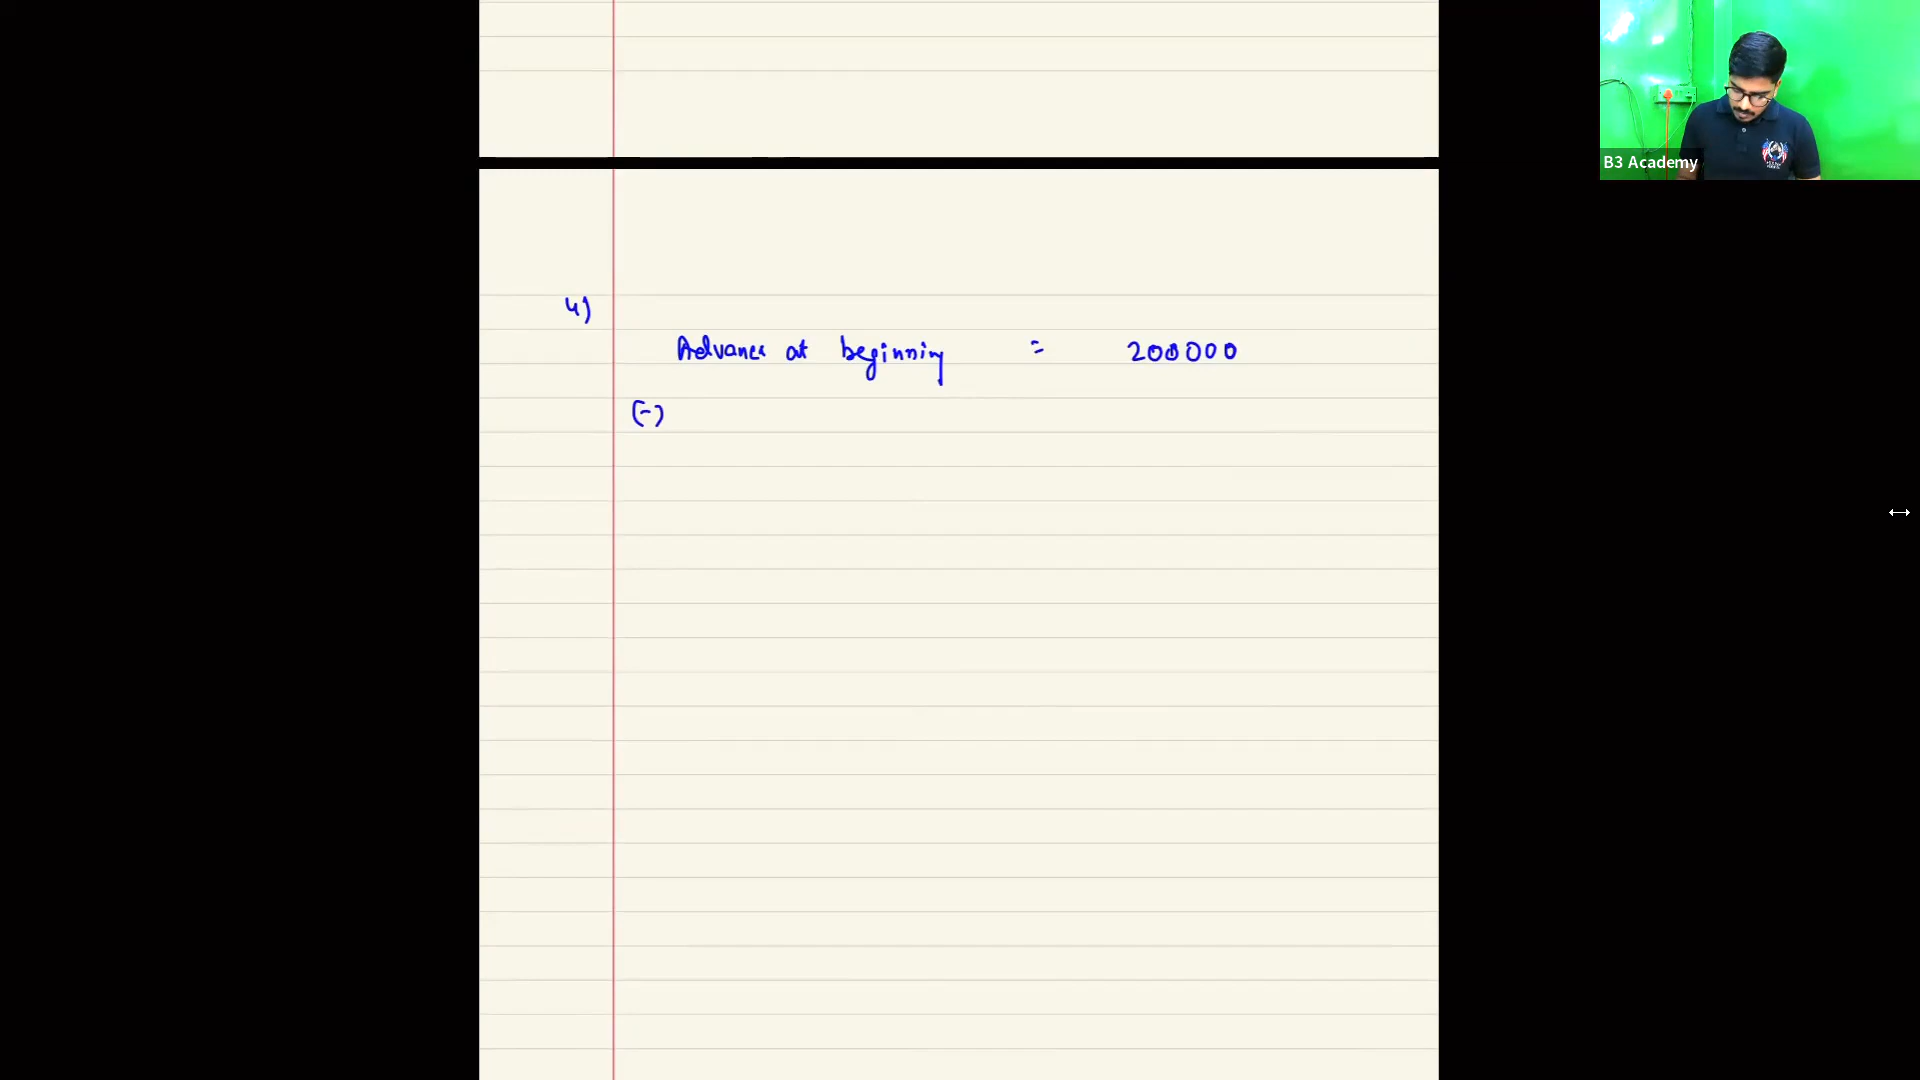 B3 Academy
4)
Advance at beginning = 200000
(-)